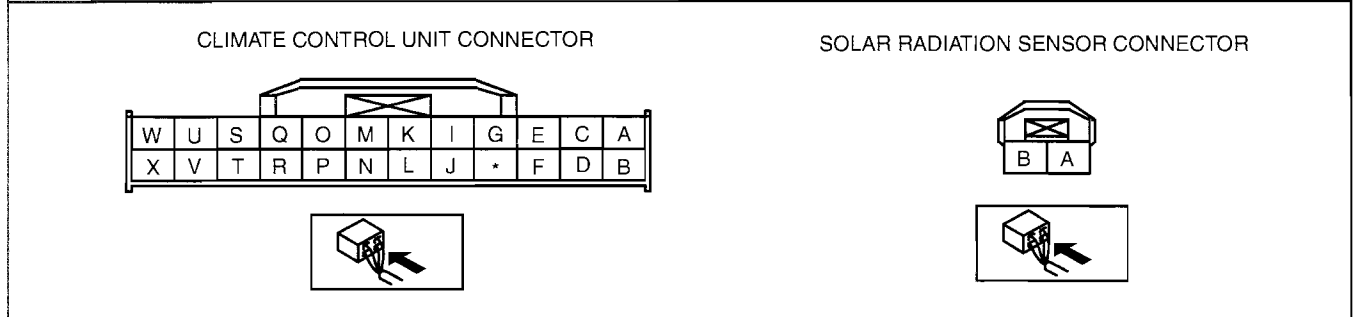 CLIMATE CONTROL UNIT CONNECTOR
W U S Q O M K I G E C A
X V T R P N L J * F D B
SOLAR RADIATION SENSOR CONNECTOR
B A